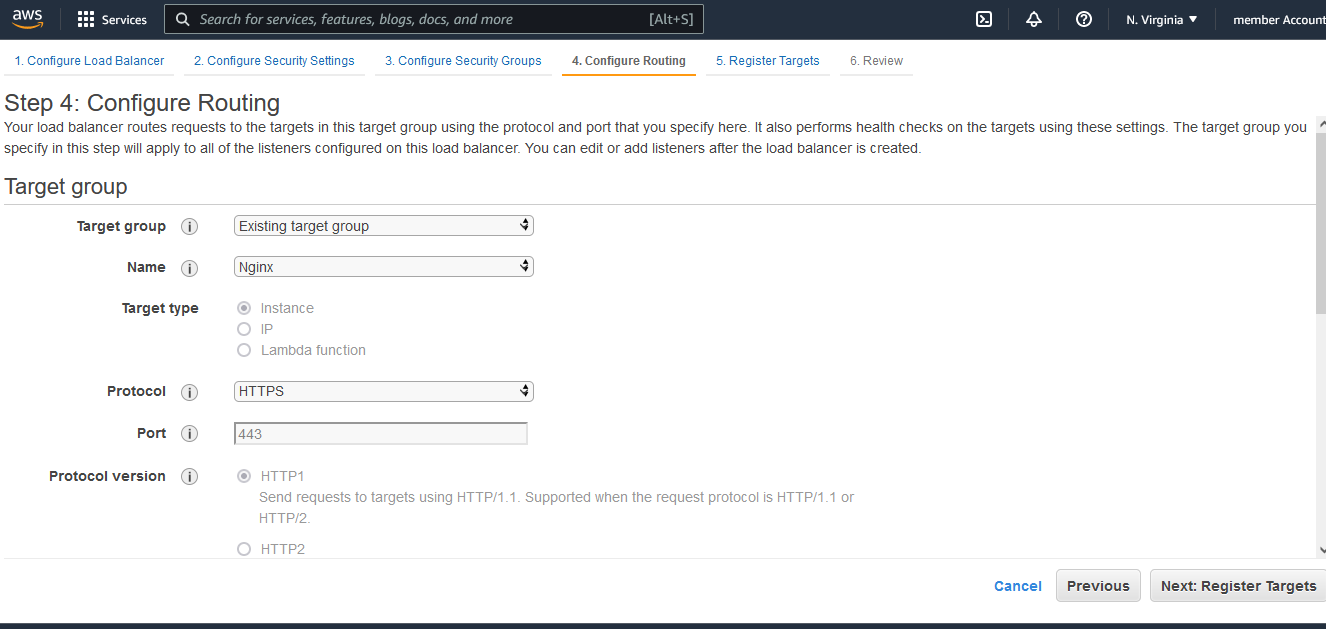 aws
Services
Search for services, features, blogs, docs, and more
[Alt+S]
N. Virginia ▼
member Account
1. Configure Load Balancer
2. Configure Security Settings
3. Configure Security Groups
4. Configure Routing
5. Register Targets
6. Review
Step 4: Configure Routing
Your load balancer routes requests to the targets in this target group using the protocol and port that you specify here. It also performs health checks on the targets using these settings. The target group you
specify in this step will apply to all of the listeners configured on this load balancer. You can edit or add listeners after the load balancer is created.
Target group
Target group
Existing target group
Name
Nginx
Target type
Instance
IP
Lambda function
Protocol
HTTPS
Port
443
Protocol version
HTTP1
Send requests to targets using HTTP/1.1. Supported when the request protocol is HTTP/1.1 or
HTTP/2.
HTTP2
Cancel
Previous
Next: Register Targets